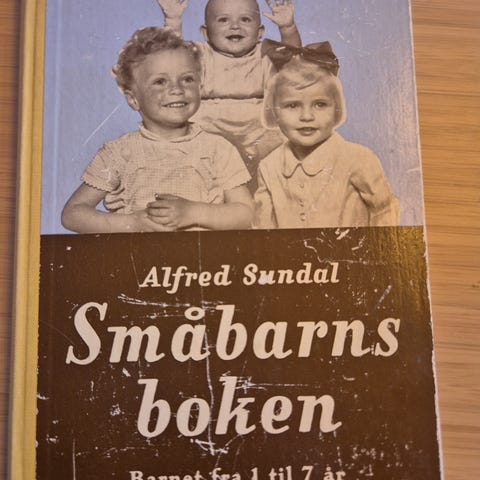 Alfred Sundal
Småbarns
boken
Barnet fra 1 til 7 år